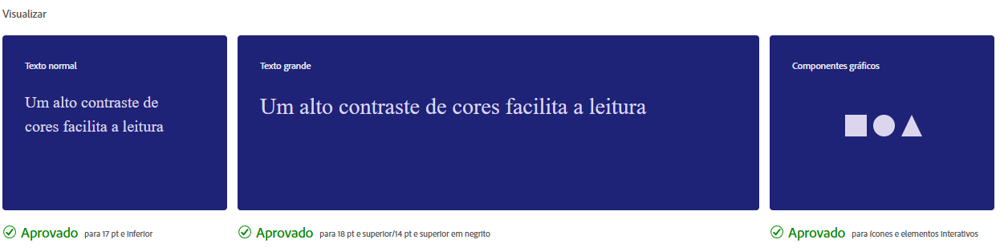 Visualizar
Texto normal
Um alto contraste de
cores facilita a leitura
Texto grande
Um alto contraste de cores facilita a leitura
Componentes gráficos
Aprovado para 17 pt e inferior
Aprovado para 18 pt e superior/14 pt e superior em negrito
Aprovado para ícones e elementos interativos